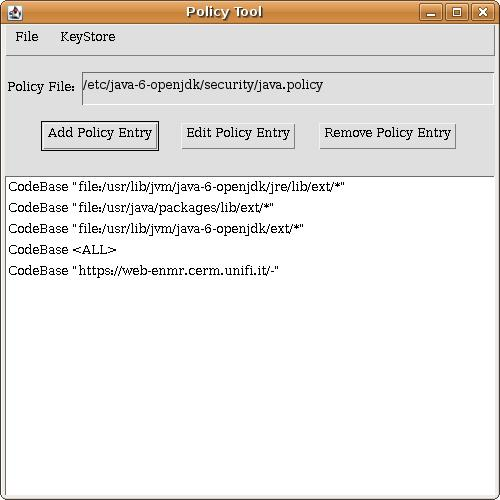 Policy Tool
File KeyStore
Policy File: /etc/java-6-openjdk/security/java.policy
Add Policy Entry Edit Policy Entry Remove Policy Entry
CodeBase "file:/usr/lib/jvm/java-6-openjdk/jre/lib/ext/*"
CodeBase "file:/usr/java/packages/lib/ext/*"
CodeBase "file:/usr/lib/jvm/java-6-openjdk/ext/*"
CodeBase <ALL>
CodeBase "https://web-enmr.cerm.unifi.it/-"